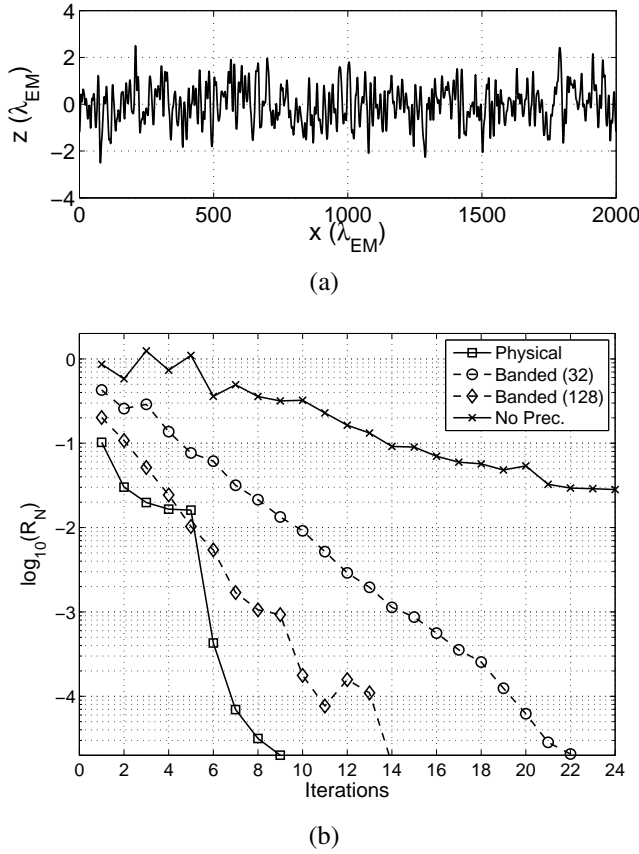 4
2
0
−2
−4
z (λEM)
0
500
1000
1500
2000
x (λEM)
(a)
0
−1
−2
−3
−4
log10(RN)
Physical
Banded (32)
Banded (128)
No Prec.
0 2 4 6 8 10 12 14 16 18 20 22 24
Iterations
(b)